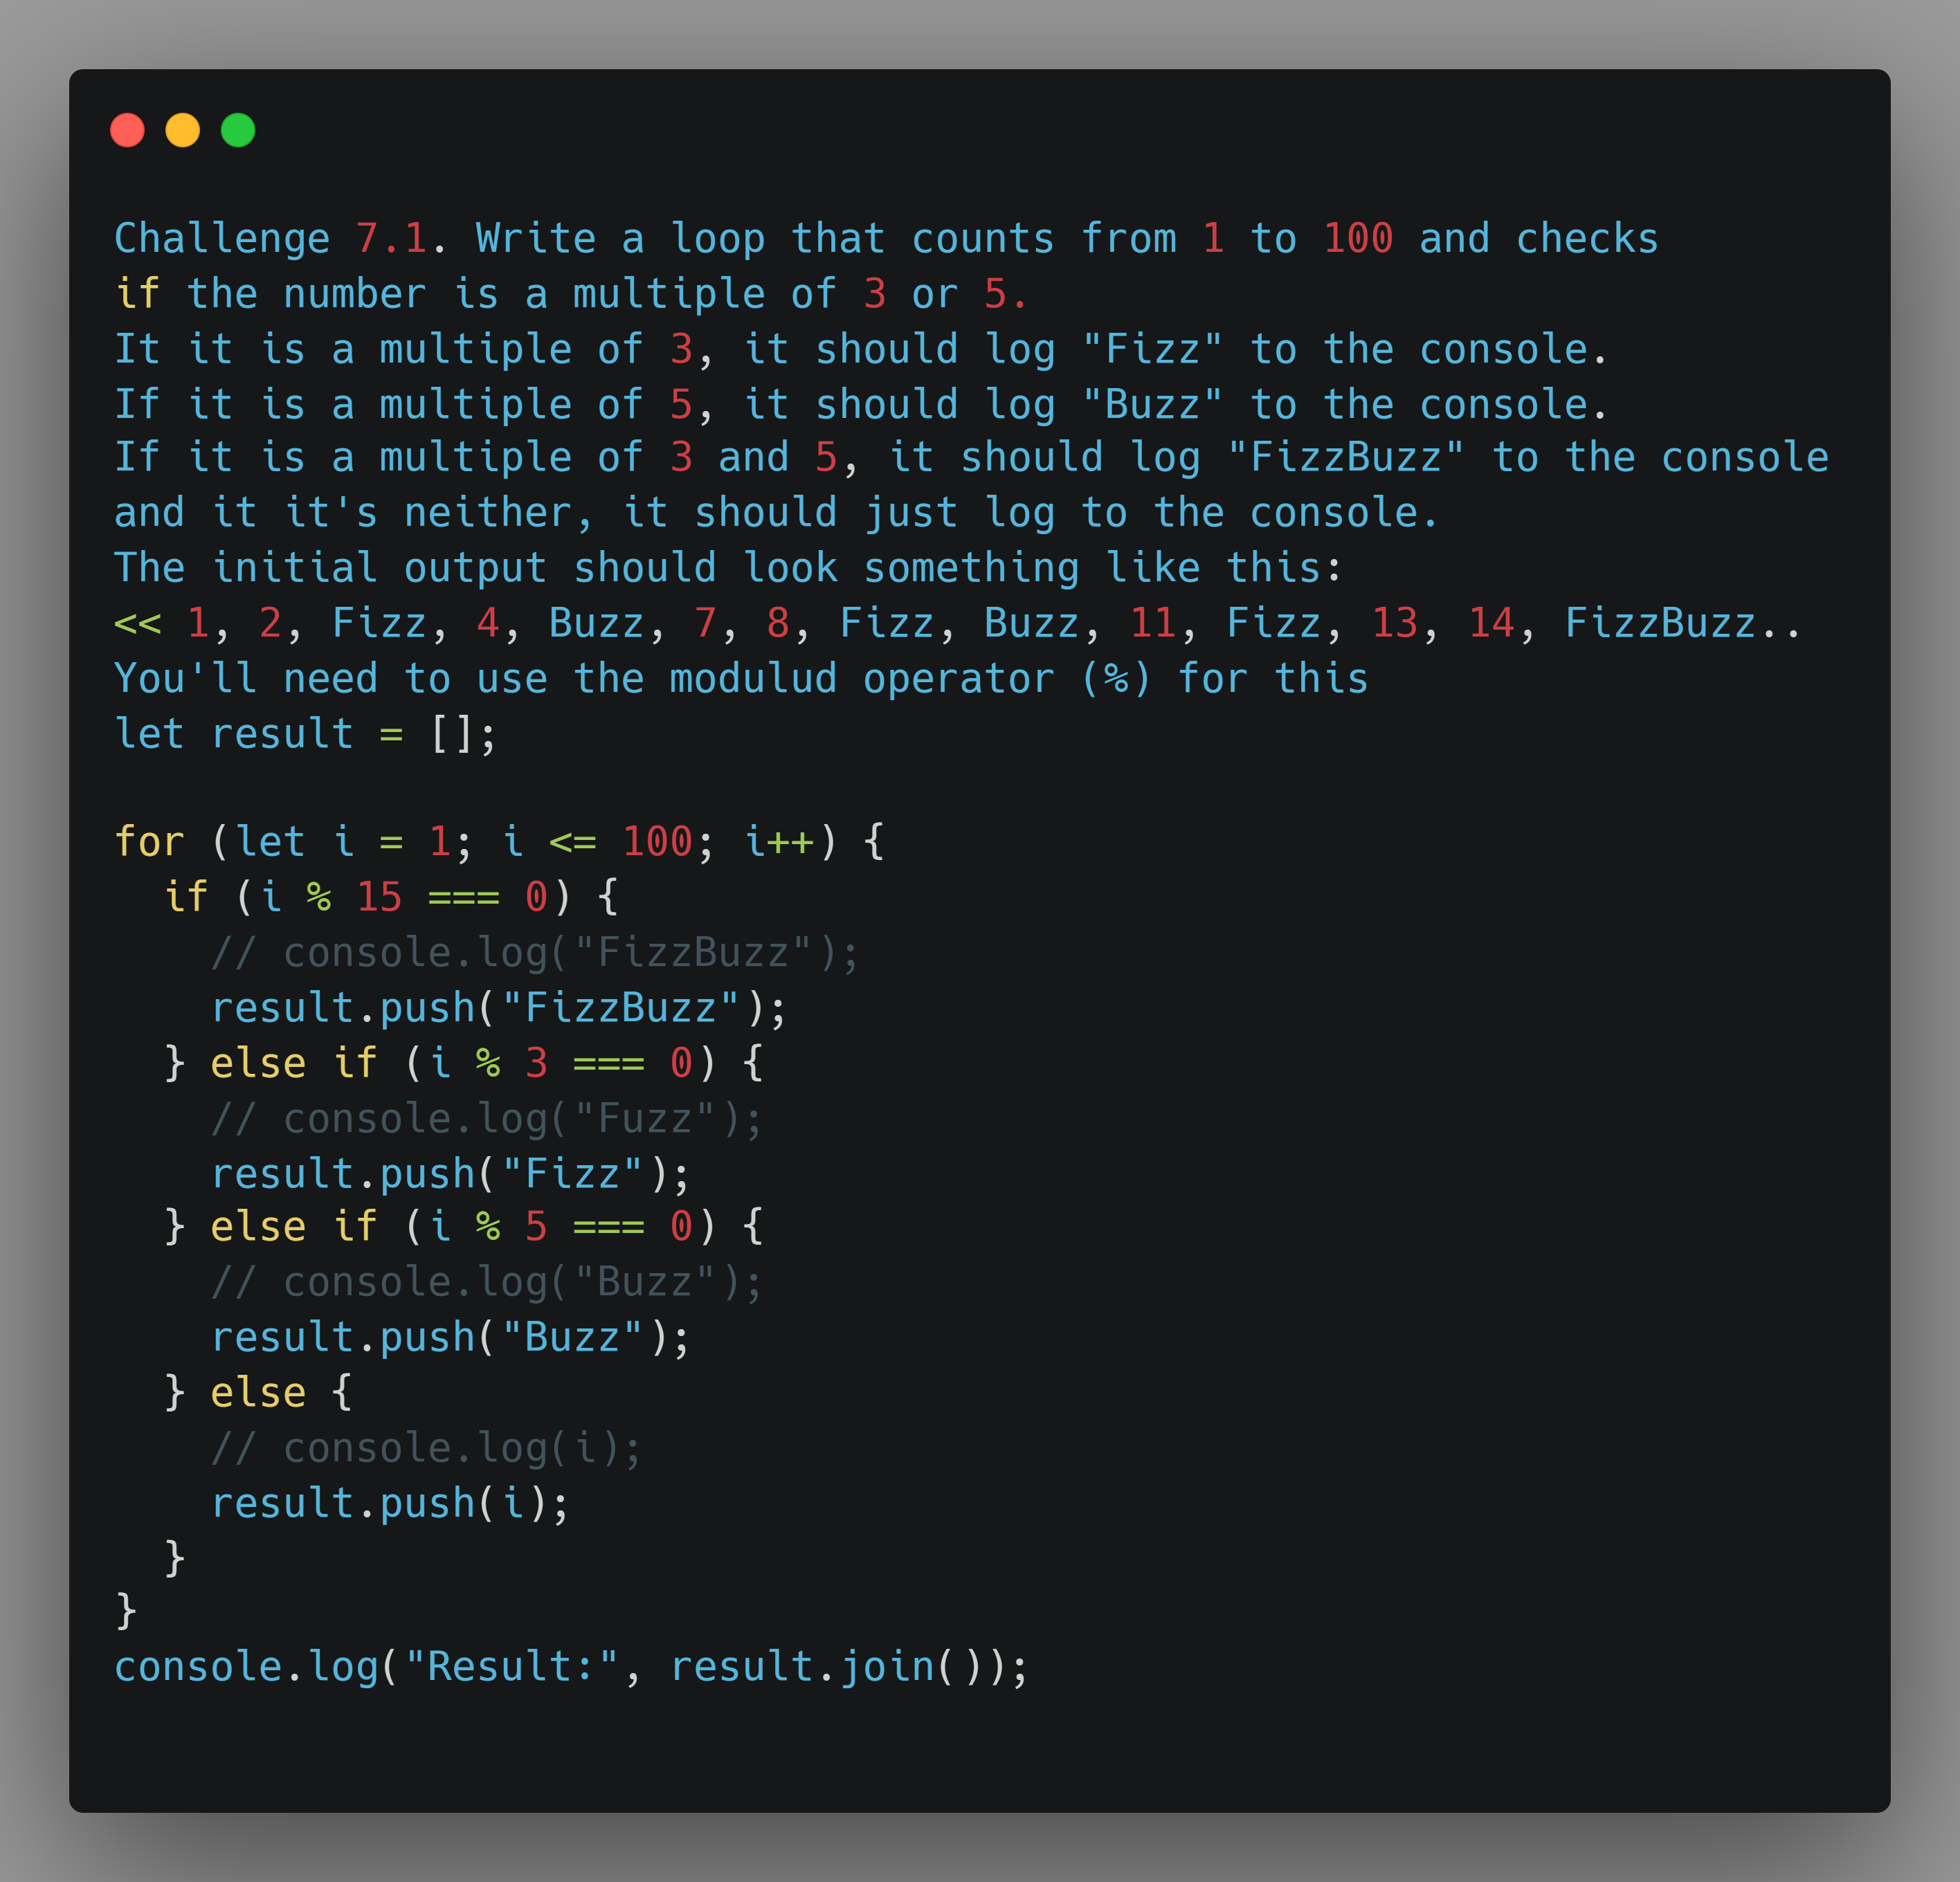 Challenge 7.1. Write a loop that counts from 1 to 100 and checks
if the number is a multiple of 3 or 5.
It it is a multiple of 3, it should log "Fizz" to the console.
If it is a multiple of 5, it should log "Buzz" to the console.
If it is a multiple of 3 and 5, it should log "FizzBuzz" to the console
and it it's neither, it should just log to the console.
The initial output should look something like this:
<< 1, 2, Fizz, 4, Buzz, 7, 8, Fizz, Buzz, 11, Fizz, 13, 14, FizzBuzz..
You'll need to use the modulud operator (%) for this
let result = [];

for (let i = 1; i <= 100; i++) {
  if (i % 15 === 0) {
    // console.log("FizzBuzz");
    result.push("FizzBuzz");
  } else if (i % 3 === 0) {
    // console.log("Fuzz");
    result.push("Fizz");
  } else if (i % 5 === 0) {
    // console.log("Buzz");
    result.push("Buzz");
  } else {
    // console.log(i);
    result.push(i);
  }
}
console.log("Result:", result.join());